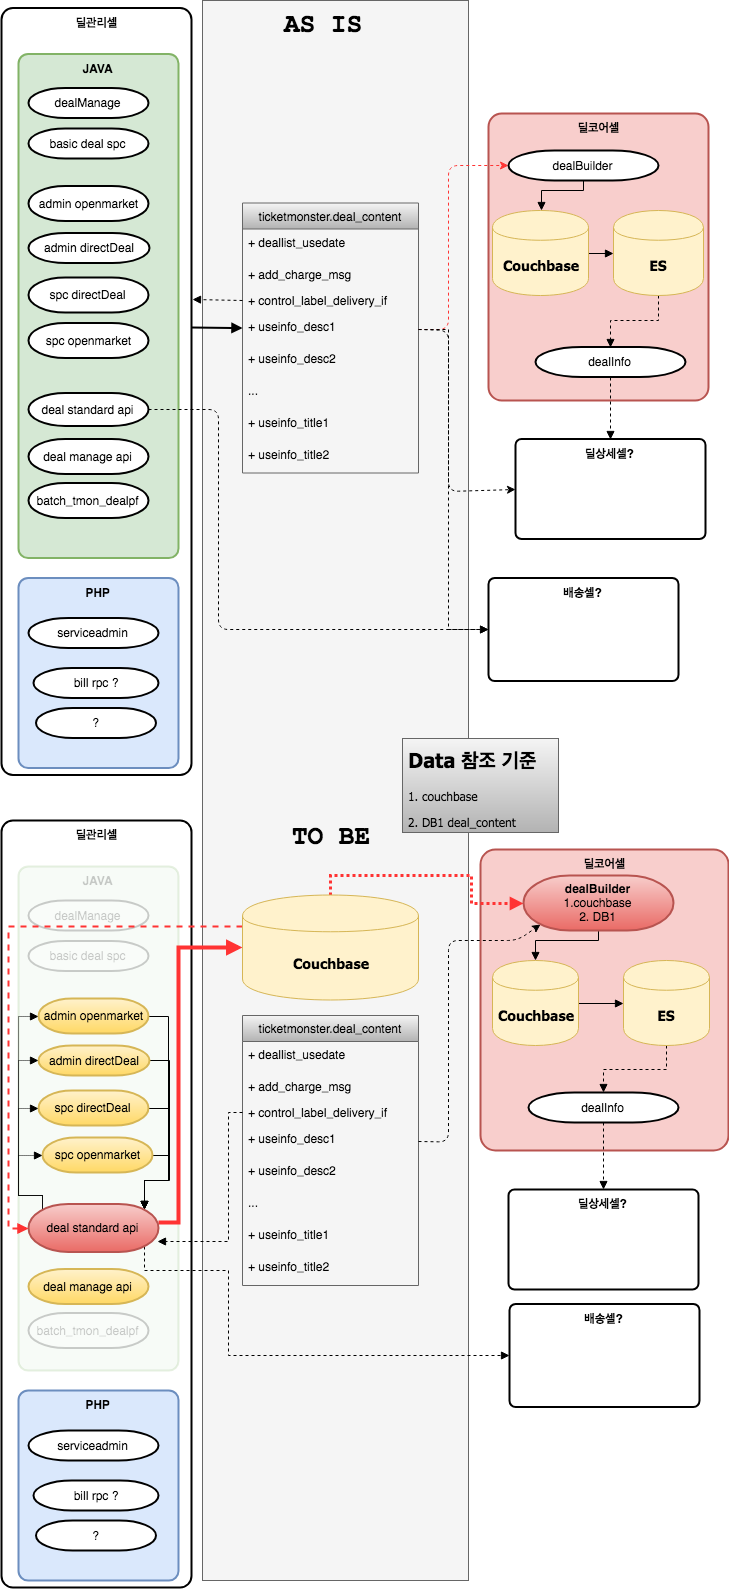 AS IS
딜관리셀
JAVA
dealManage
basic deal spc
admin openmarket
admin directDeal
spc directDeal
spc openmarket
deal standard api
deal manage api
batch_tmon_dealpf
PHP
serviceadmin
bill rpc ?
?
ticketmonster.deal_content
+ deallist_usedate
+ add_charge_msg
+ control_label_delivery_if
+ useinfo_desc1
+ useinfo_desc2
...
+ useinfo_title1
+ useinfo_title2
딜코어셀
dealBuilder
Couchbase
ES
dealInfo
딜상세셀?
배송셀?
Data 참조 기준
1. couchbase
2. DB1 deal_content
TO BE
딜관리셀
JAVA
dealManage
basic deal spc
admin openmarket
admin directDeal
spc directDeal
spc openmarket
deal standard api
deal manage api
batch_tmon_dealpf
PHP
serviceadmin
bill rpc ?
?
Couchbase
ticketmonster.deal_content
+ deallist_usedate
+ add_charge_msg
+ control_label_delivery_if
+ useinfo_desc1
+ useinfo_desc2
...
+ useinfo_title1
+ useinfo_title2
딜코어셀
dealBuilder
1.couchbase
2. DB1
Couchbase
ES
dealInfo
딜상세셀?
배송셀?